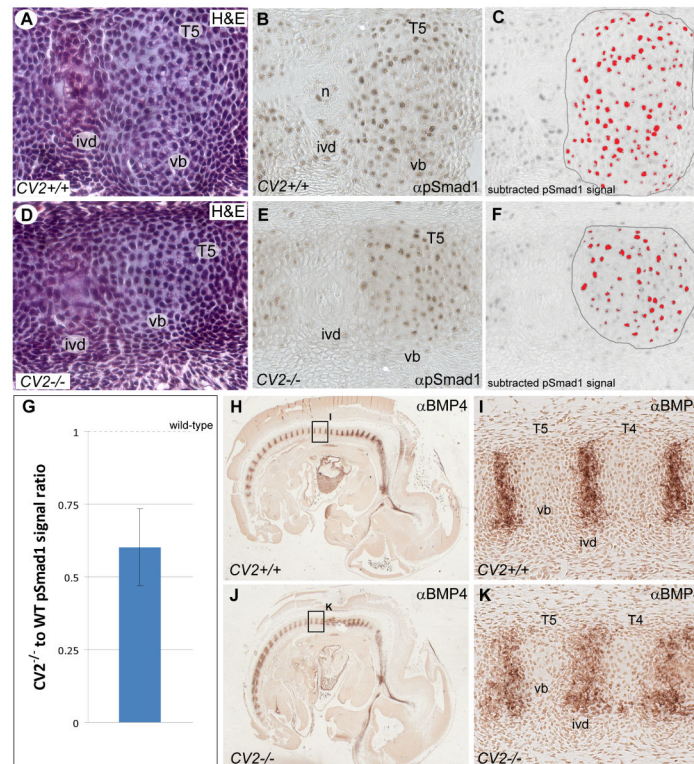 A
H&E
T5
ivd
vb
CV2+/+
B
T5
n
ivd
vb
CV2+/+
αpSmad1
C
subtracted pSmad1 signal
D
H&E
T5
vb
ivd
CV2-/-
E
T5
ivd
vb
CV2-/-
αpSmad1
F
subtracted pSmad1 signal
G
wild-type
1
0.75
0.5
0.25
0
CV2-/- to WT pSmad1 signal ratio
H
αBMP4
I
CV2+/+
I
αBMP4
T5
T4
vb
ivd
CV2+/+
J
αBMP4
K
CV2-/-
K
αBMP4
T5
T4
vb
ivd
CV2-/-